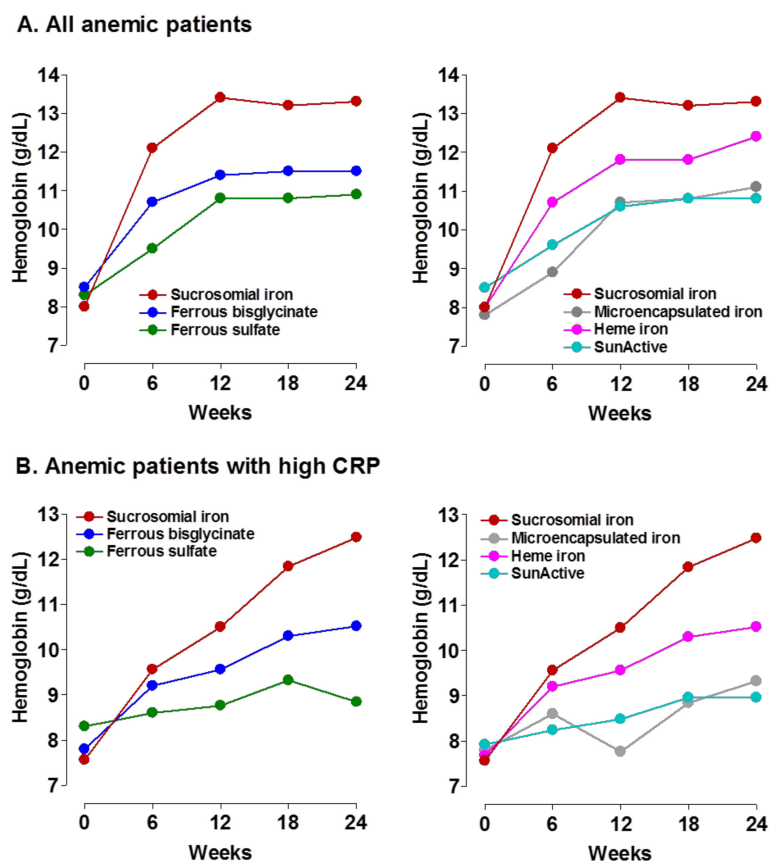 A. All anemic patients
14
13
12
11
10
9
8
7
Hemoglobin (g/dL)
Sucrosomial iron
Ferrous bisglycinate
Ferrous sulfate
0 6 12 18 24
Weeks
14
13
12
11
10
9
8
7
Hemoglobin (g/dL)
Sucrosomial iron
Microencapsulated iron
Heme iron
SunActive
0 6 12 18 24
Weeks
B. Anemic patients with high CRP
13
12
11
10
9
8
7
Hemoglobin (g/dL)
Sucrosomial iron
Ferrous bisglycinate
Ferrous sulfate
0 6 12 18 24
Weeks
13
12
11
10
9
8
7
Hemoglobin (g/dL)
Sucrosomial iron
Microencapsulated iron
Heme iron
SunActive
0 6 12 18 24
Weeks